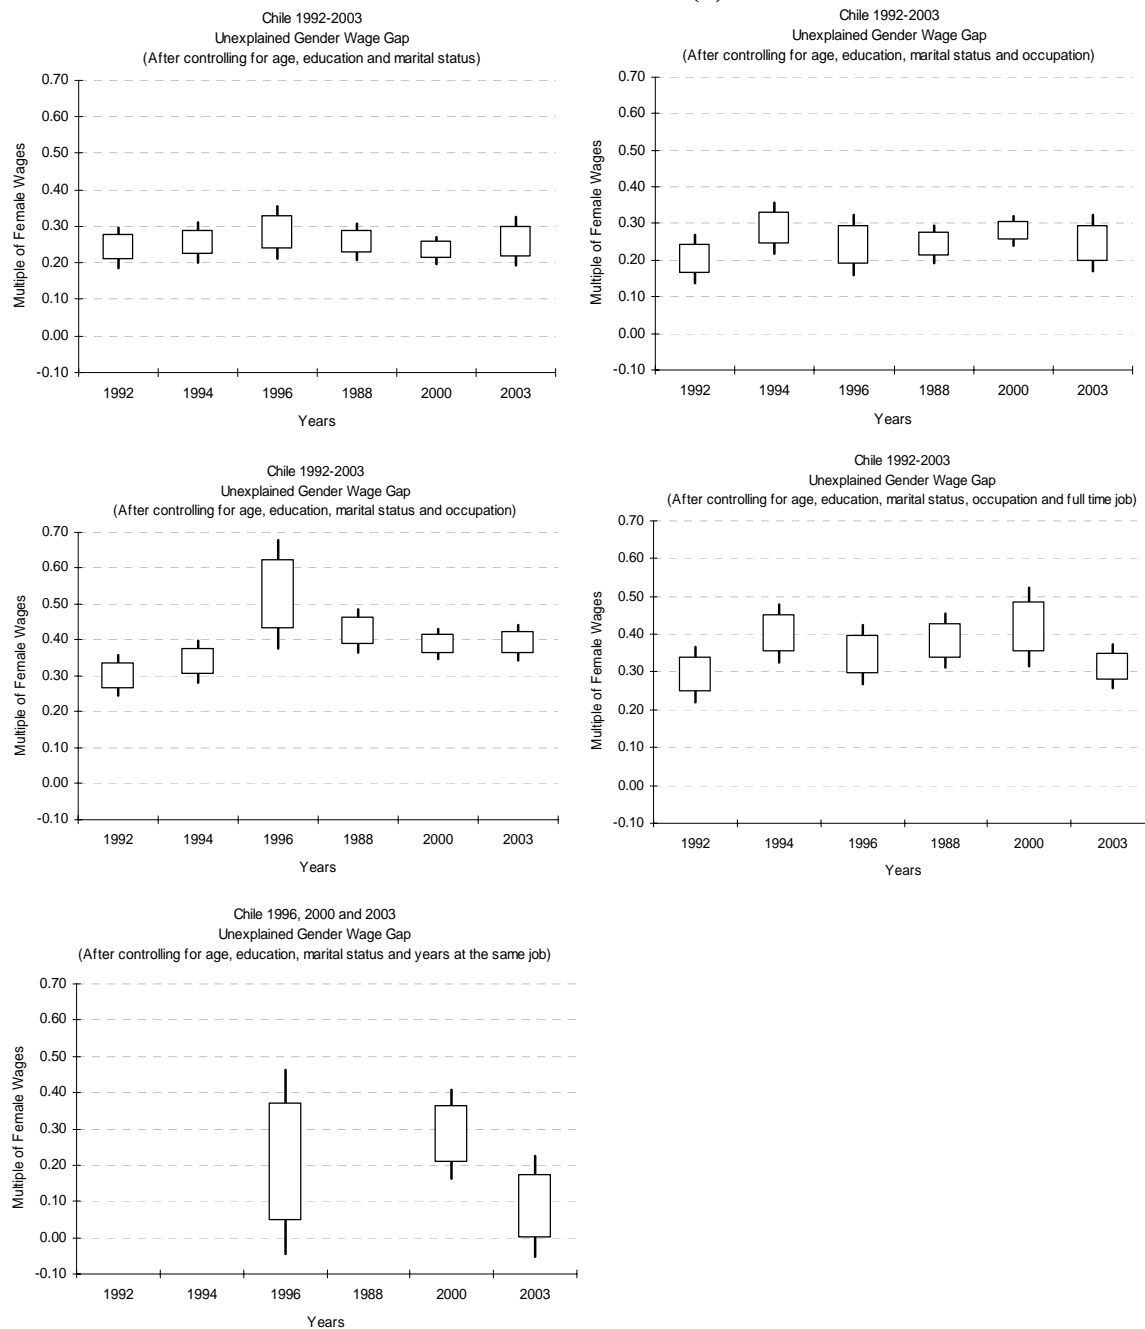 Chile 1992-2003
Unexplained Gender Wage Gap
(After controlling for age, education and marital status)
0.70
0.60
0.50
0.40
0.30
0.20
0.10
0.00
-0.10
Multiple of Female Wages
1992 1994 1996 1988 2000 2003
Years
Chile 1992-2003
Unexplained Gender Wage Gap
(After controlling for age, education, marital status and occupation)
0.70
0.60
0.50
0.40
0.30
0.20
0.10
0.00
-0.10
Multiple of Female Wages
1992 1994 1996 1988 2000 2003
Years
Chile 1992-2003
Unexplained Gender Wage Gap
(After controlling for age, education, marital status and occupation)
0.70
0.60
0.50
0.40
0.30
0.20
0.10
0.00
-0.10
Multiple of Female Wages
1992 1994 1996 1988 2000 2003
Years
Chile 1992-2003
Unexplained Gender Wage Gap
(After controlling for age, education, marital status, occupation and full time job)
0.70
0.60
0.50
0.40
0.30
0.20
0.10
0.00
-0.10
Multiple of Female Wages
1992 1994 1996 1988 2000 2003
Years
Chile 1996, 2000 and 2003
Unexplained Gender Wage Gap
(After controlling for age, education, marital status and years at the same job)
0.70
0.60
0.50
0.40
0.30
0.20
0.10
0.00
-0.10
Multiple of Female Wages
1992 1994 1996 1988 2000 2003
Years